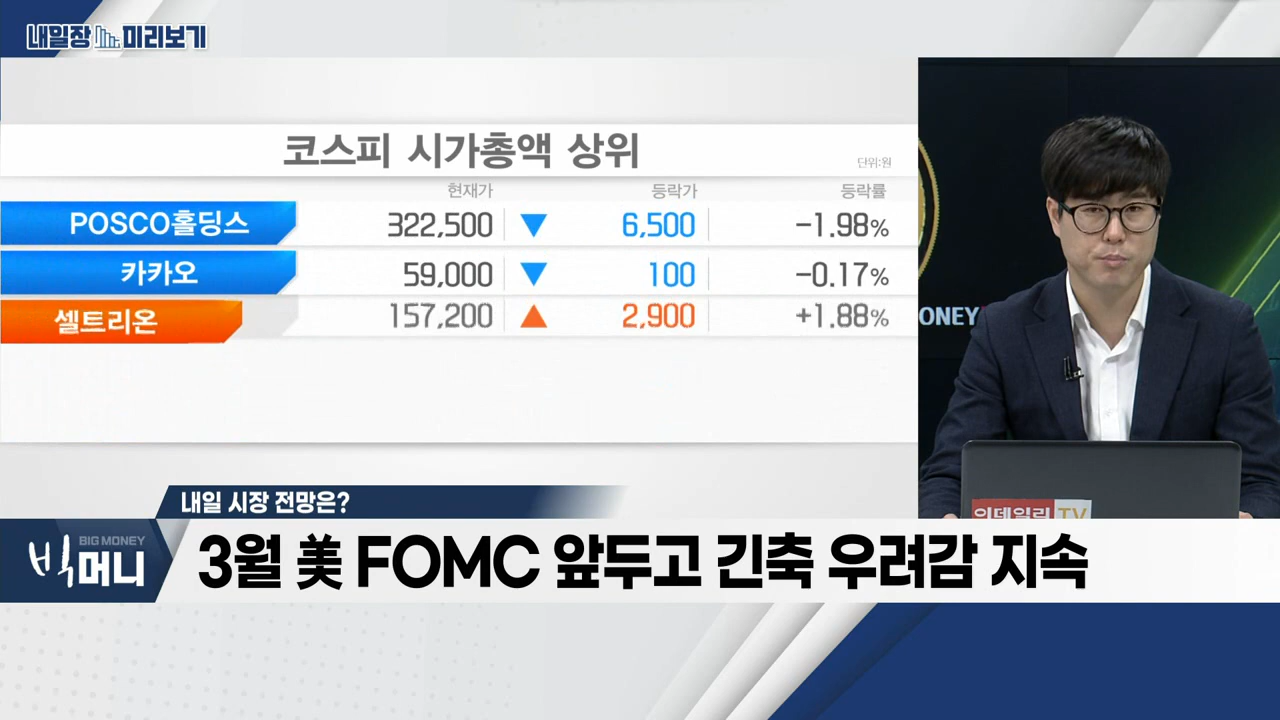 내일장 미리보기
코스피 시가총액 상위
단위:원
현재가 등락가 등락률
POSCO홀딩스 322,500 ▼ 6,500 -1.98%
카카오 59,000 ▼ 100 -0.17%
셀트리온 157,200 ▲ 2,900 +1.88%
ONEY
이데일리 TV
내일 시장 전망은?
BIG MONEY
빅머니
3월 美 FOMC 앞두고 긴축 우려감 지속